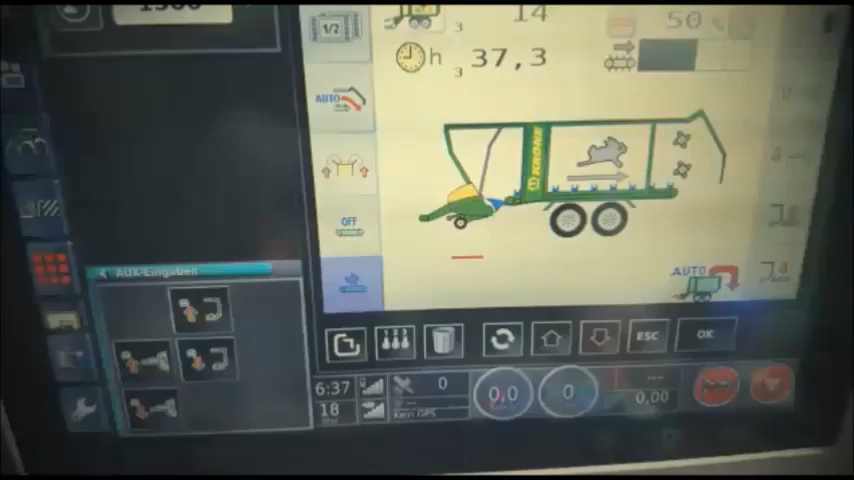 1/2
3
14
50 %
h
3
37,3
AUTO
KRONE
OFF
AUTO
AUX-Eingaben
ESC
OK
6:37
18
0
Kein GPS
0,0
0
---
0,00